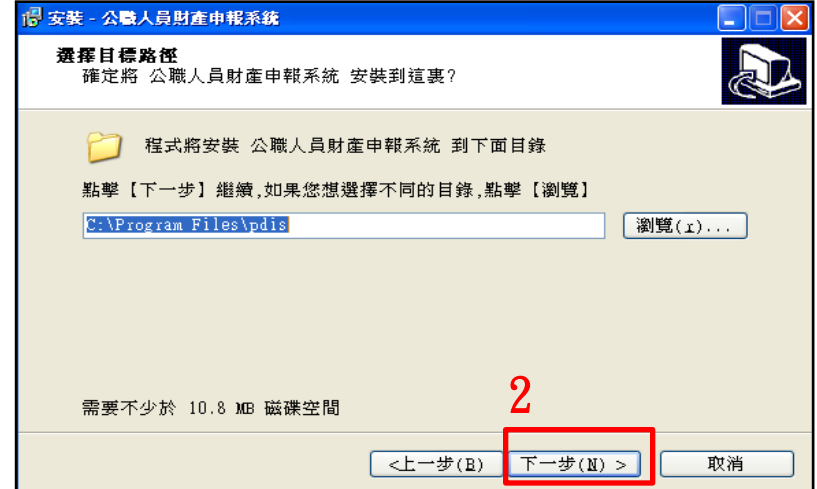 安裝 - 公職人員財產申報系統
選擇目標路徑
確定將 公職人員財產申報系統 安裝到這裏?
程式將安裝 公職人員財產申報系統 到下面目錄
點擊【下一步】繼續,如果您想選擇不同的目錄,點擊【瀏覽】
C:\Program Files\pdis
瀏覽(r)...
需要不少於 10.8 MB 磁碟空間
2
<上一步(B)
下一步(N) >
取消